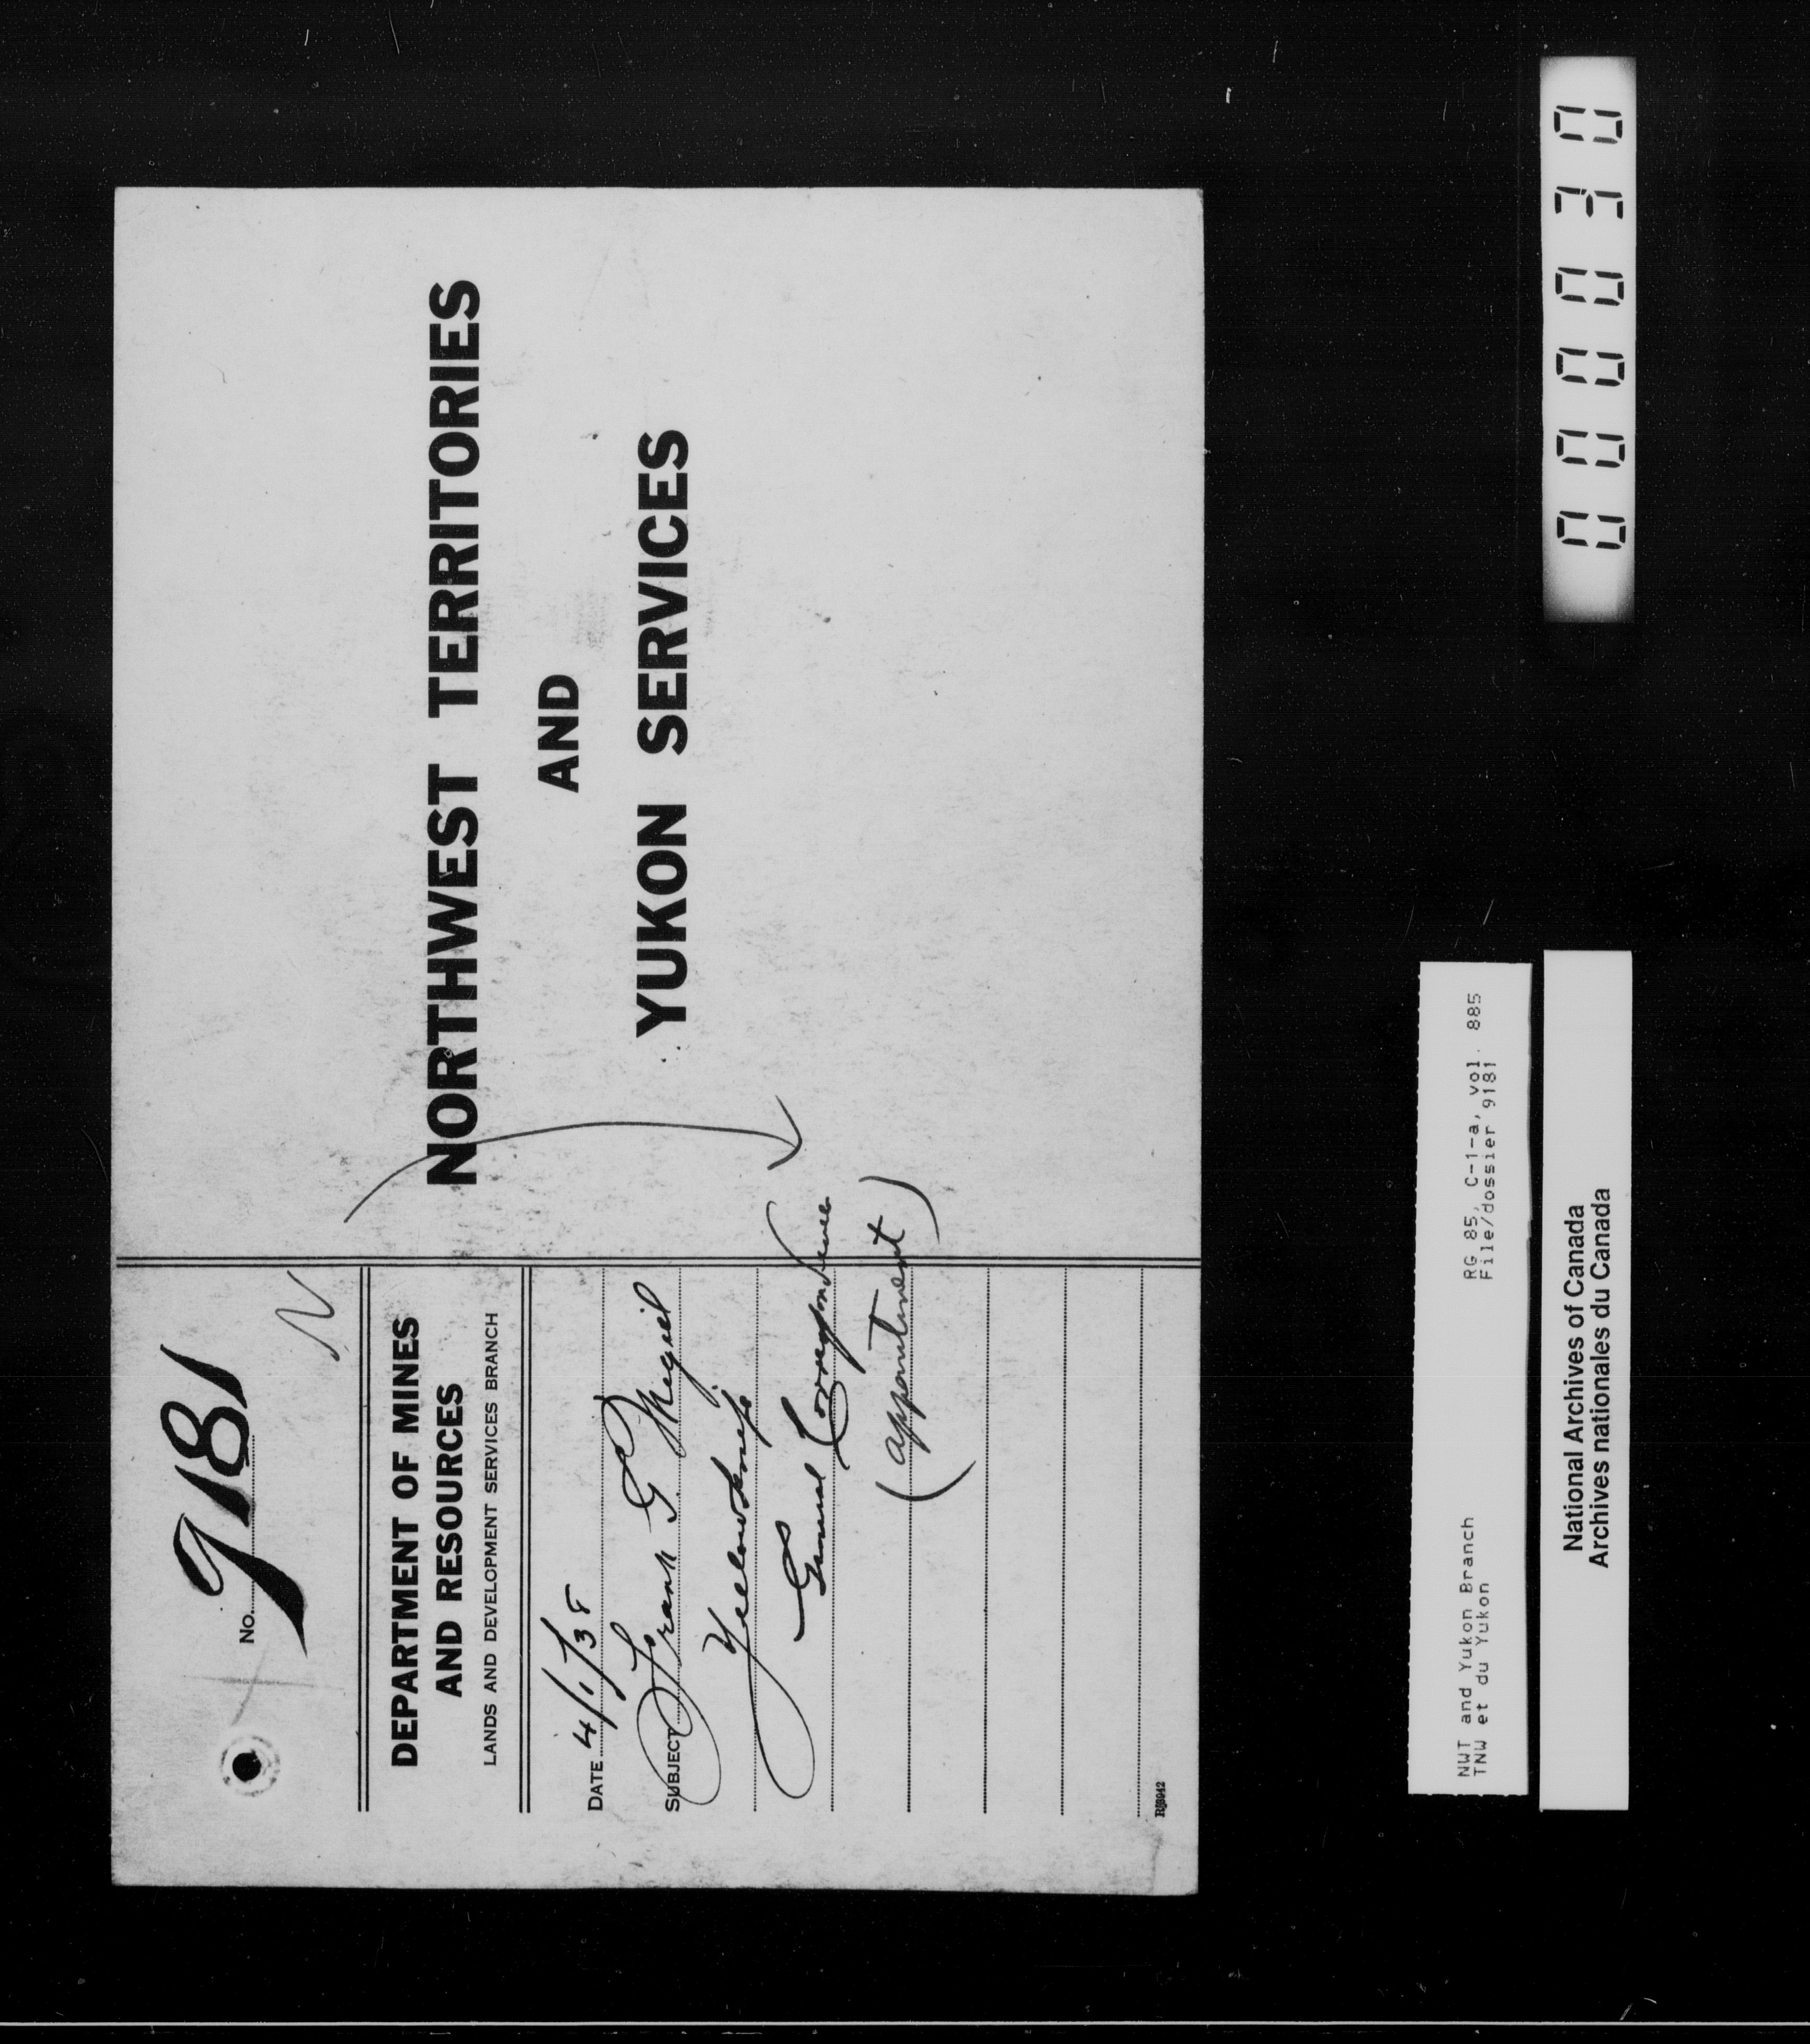 No. 9181
N
DEPARTMENT OF MINES
AND RESOURCES
LANDS AND DEVELOPMENT SERVICES BRANCH
DATE 4/1/38
SUBJECT Frank G
Yellowknife
General Correspondence
(appointment)
NORTHWEST TERRITORIES
AND
YUKON SERVICES
NWT and Yukon Branch RG 85, C-1-a, vol. 885
TNW et du Yukon File/dossier 9181
National Archives of Canada
Archives nationales du Canada
000030